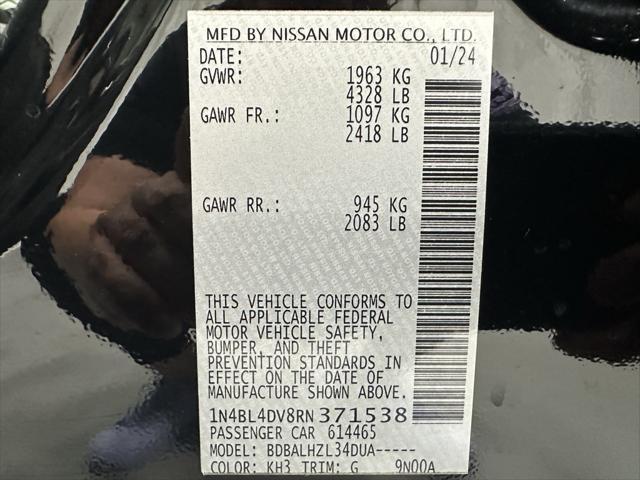 MFD BY NISSAN MOTOR CO., LTD.
DATE: 01/24
GVWR: 1963 KG
4328 LB
GAWR FR.: 1097 KG
2418 LB
GAWR RR.: 945 KG
2083 LB
THIS VEHICLE CONFORMS TO
ALL APPLICABLE FEDERAL
MOTOR VEHICLE SAFETY,
BUMPER, AND THEFT
PREVENTION STANDARDS IN
EFFECT ON THE DATE OF
MANUFACTURE SHOWN ABOVE.
1N4BL4DV8RN371538
PASSENGER CAR 614465
MODEL: BDBALHZL34DUA-----
COLOR: KH3 TRIM: G 9N00A